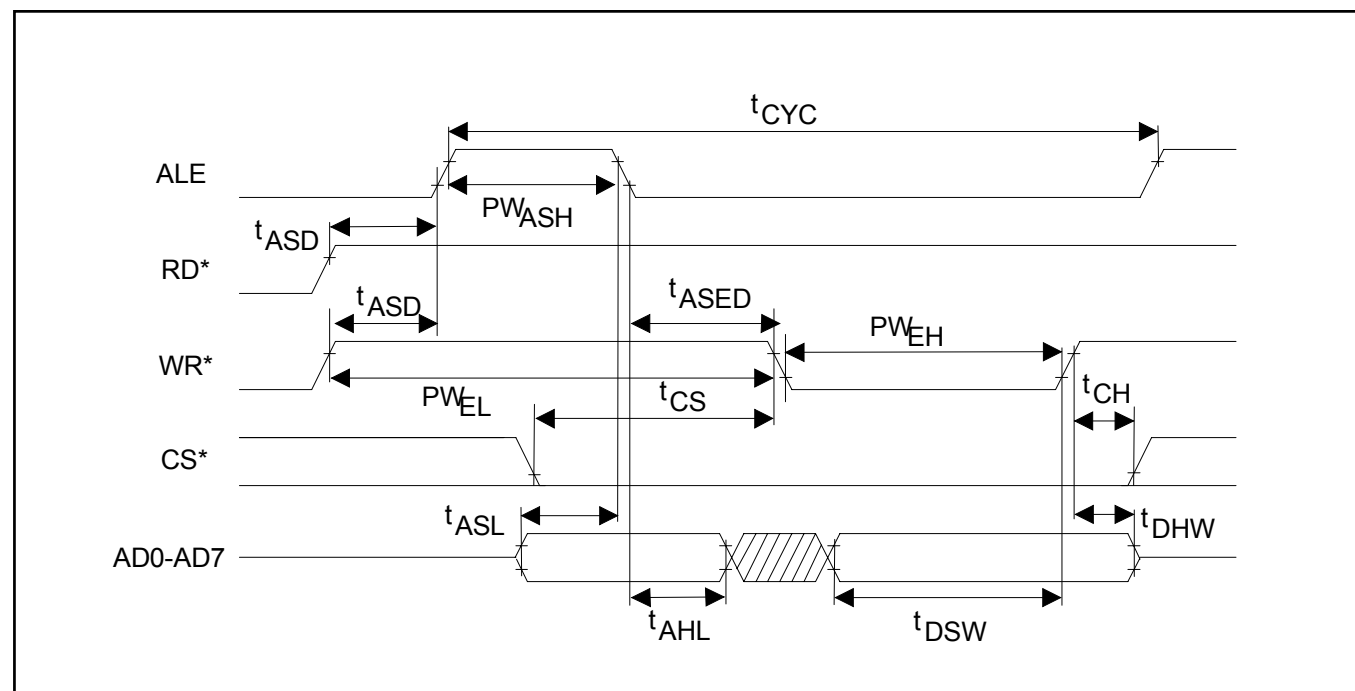 tCYC
ALE
PWASH
tASD
RD*
tASD
tASED
PWEH
WR*
tCH
PWEL
tCS
CS*
tASL
tDHW
AD0-AD7
tAHL
tDSW